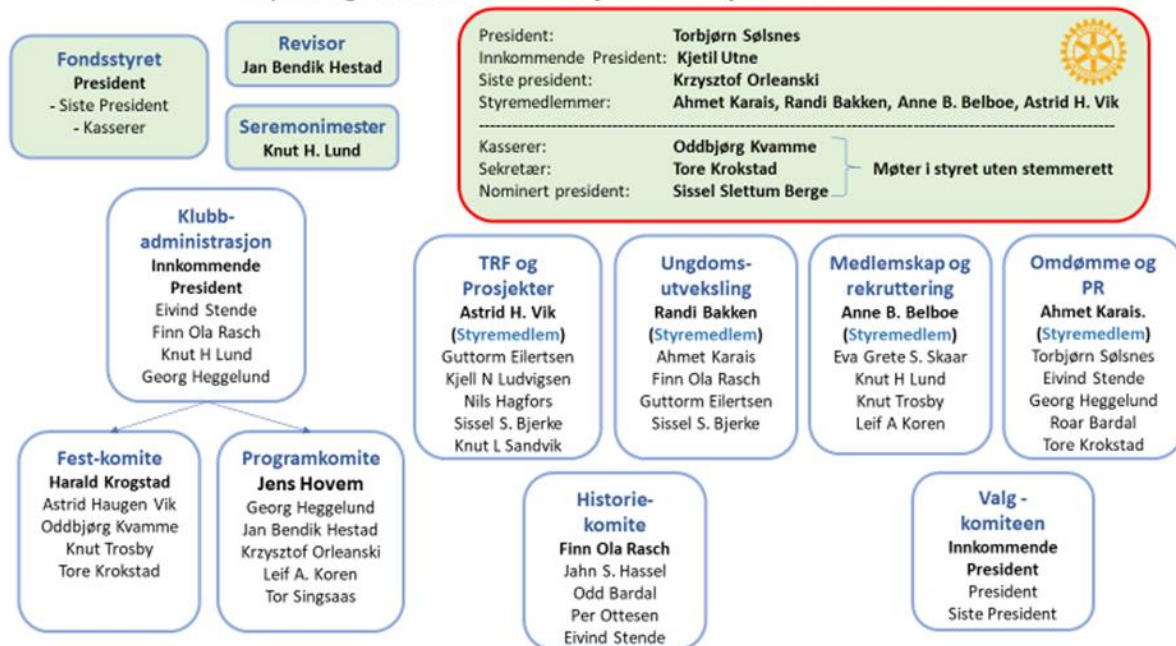 Fondsstyret
President
- Siste President
- Kasserer
Revisor
Jan Bendik Hestad
Seremonimester
Knut H. Lund
President: Torbjørn Sølsnes
Innkommende President: Kjetil Utne
Siste president: Krzysztof Orleanski
Styremedlemmer: Ahmet Karais, Randi Bakken, Anne B. Belboe, Astrid H. Vik
Kasserer: Oddbjørg Kvamme
Sekretær: Tore Krokstad
Nominert president: Sissel Slettum Berge
Møter i styret uten stemmerett
Klubb-
administrasjon
Innkommende
President
Eivind Stende
Finn Ola Rasch
Knut H Lund
Georg Heggelund
TRF og
Prosjekter
Astrid H. Vik
(Styremedlem)
Guttorm Eilertsen
Kjell N Ludvigsen
Nils Hagfors
Sissel S. Bjerke
Knut L Sandvik
Ungdoms-
utveksling
Randi Bakken
(Styremedlem)
Ahmet Karais
Finn Ola Rasch
Guttorm Eilertsen
Sissel S. Bjerke
Medlemskap og
rekruttering
Anne B. Belboe
(Styremedlem)
Eva Grete S. Skaar
Knut H Lund
Knut Trosby
Leif A Koren
Omdømme og
PR
Ahmet Karais.
(Styremedlem)
Torbjørn Sølsnes
Eivind Stende
Georg Heggelund
Roar Bardal
Tore Krokstad
Fest-komite
Harald Krogstad
Astrid Haugen Vik
Oddbjørg Kvamme
Knut Trosby
Tore Krokstad
Programkomite
Jens Hovem
Georg Heggelund
Jan Bendik Hestad
Krzysztof Orleanski
Leif A. Koren
Tor Singsaas
Historie-
komite
Finn Ola Rasch
Jahn S. Hassel
Odd Bardal
Per Ottesen
Eivind Stende
Valg -
komiteen
Innkommende
President
President
Siste President